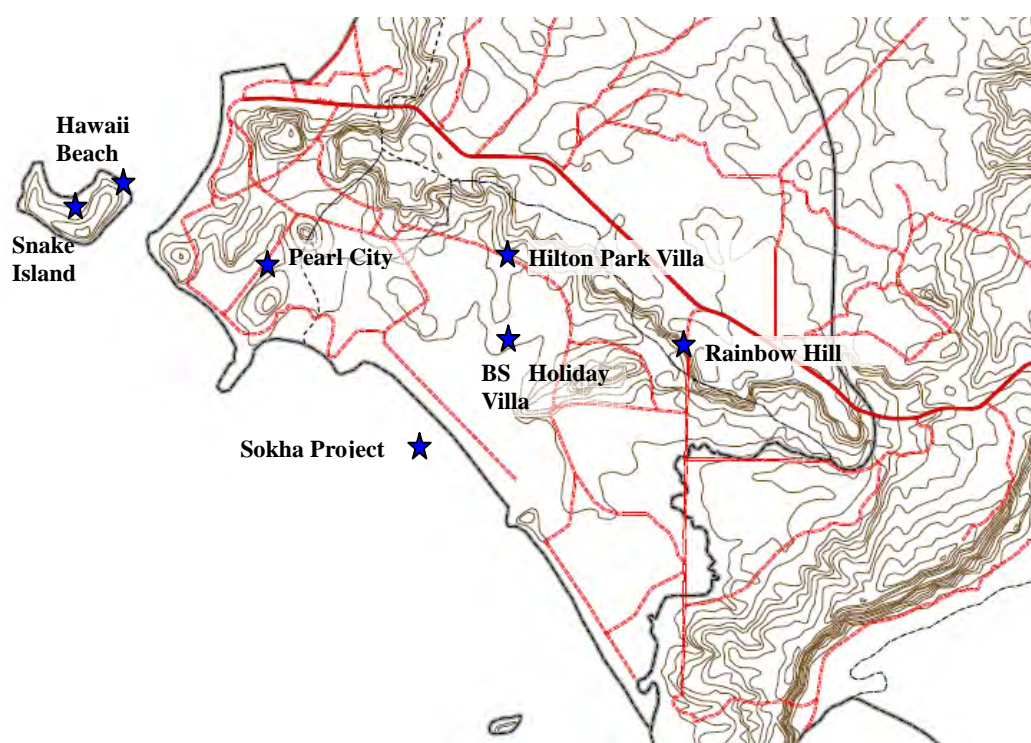 Hawaii
Beach
Snake
Island
Pearl City
Hilton Park Villa
Rainbow Hill
BS Holiday
Villa
Sokha Project